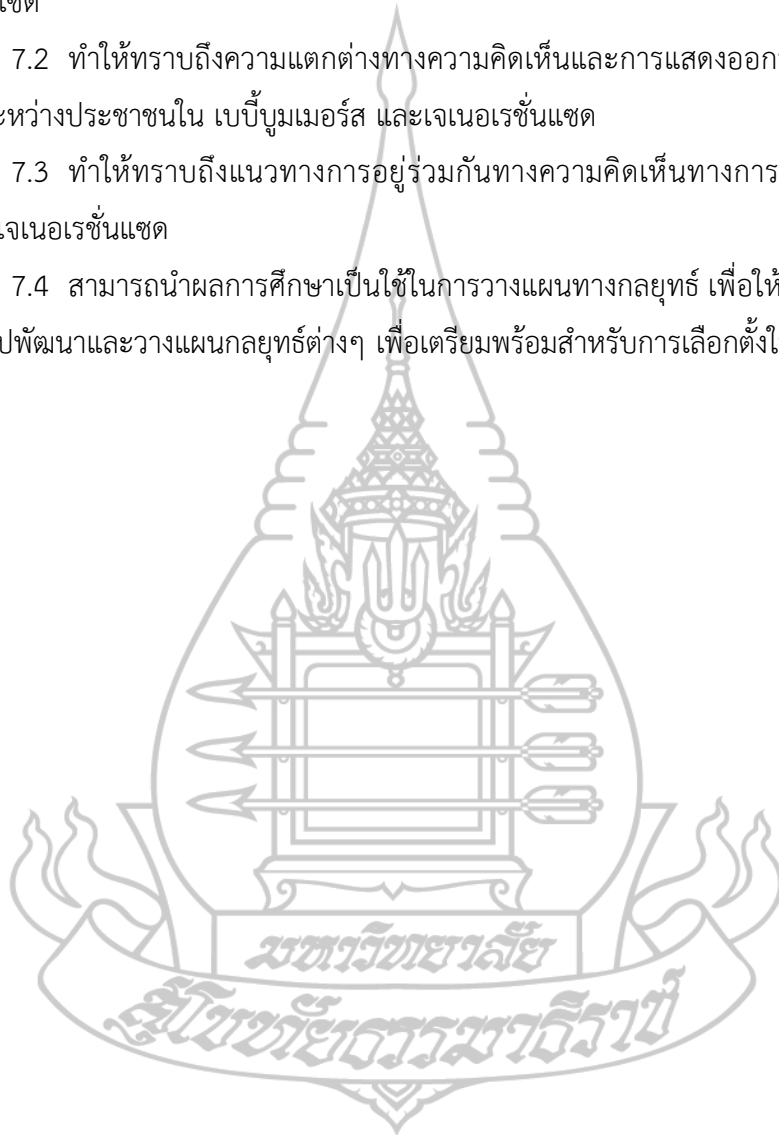 7.2 ทำให้ทราบถึงความแตกต่างทางความคิดเห็นและการแสดงออก
ะหว่างประชาชนใน เบบี้บูมเมอร์ส และเจเนอเรชั่นแซด
7.3 ทำให้ทราบถึงแนวทางการอยู่ร่วมกันทางความคิดเห็นทางการ
เจเนอเรชั่นแซด
7.4 สามารถนำผลการศึกษาเป็นใช้ในการวางแผนทางกลยุทธ์ เพื่อให้
ปพัฒนาและวางแผนกลยุทธ์ต่างๆ เพื่อเตรียมพร้อมสำหรับการเลือกตั้งใ
มหาวิทยาลัย
สุโขทัยธรรมาธิราช